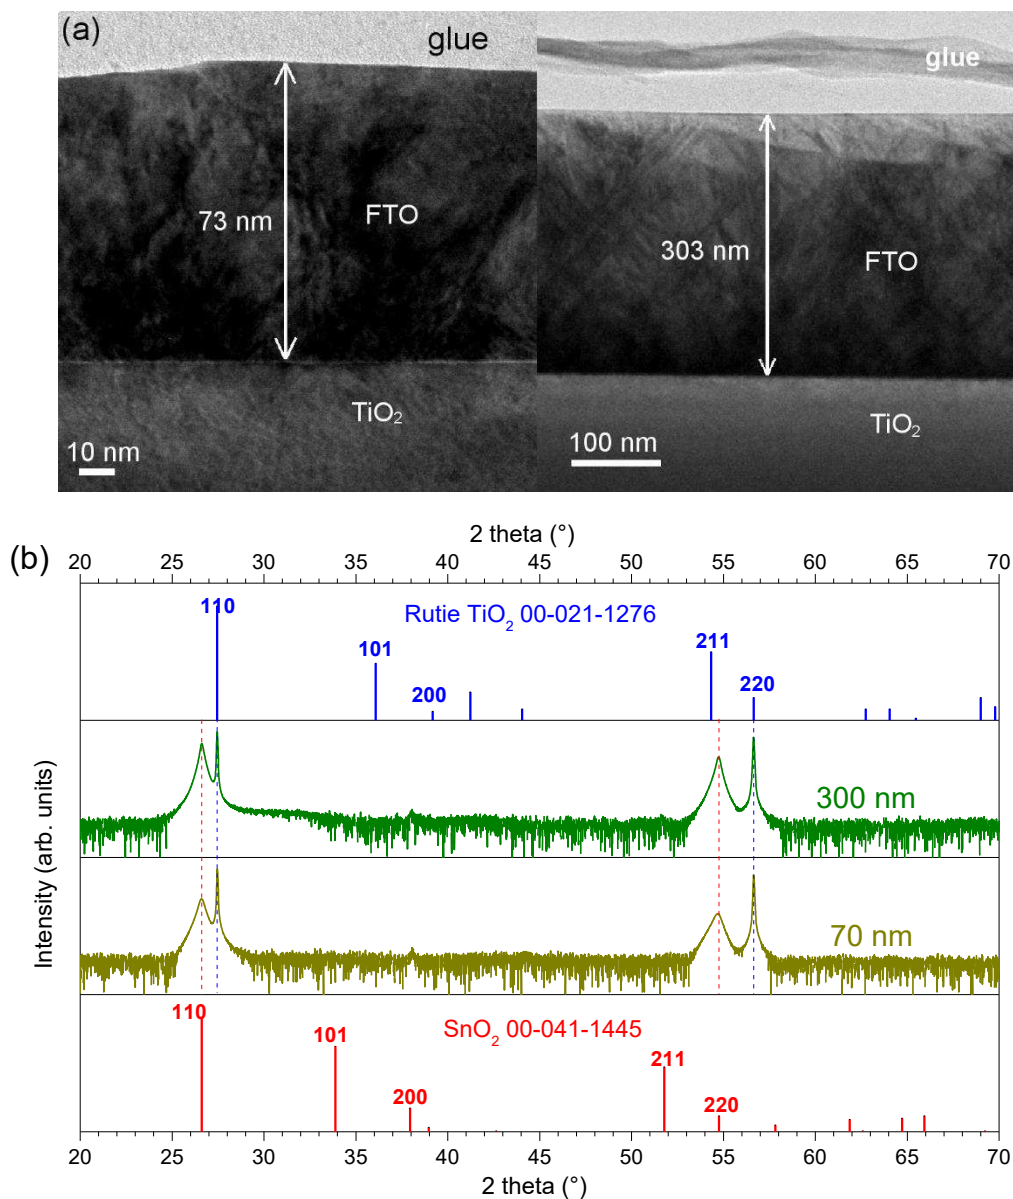 (a)
glue
glue
73 nm
FTO
303 nm
FTO
TiO₂
TiO₂
10 nm
100 nm
2 theta (°)
(b)
20 25 30 35 40 45 50 55 60 65 70
110
Rutie TiO₂ 00-021-1276
101
211
200
220
300 nm
70 nm
Intensity (arb. units)
110
SnO₂ 00-041-1445
101
211
200
220
20 25 30 35 40 45 50 55 60 65 70
2 theta (°)